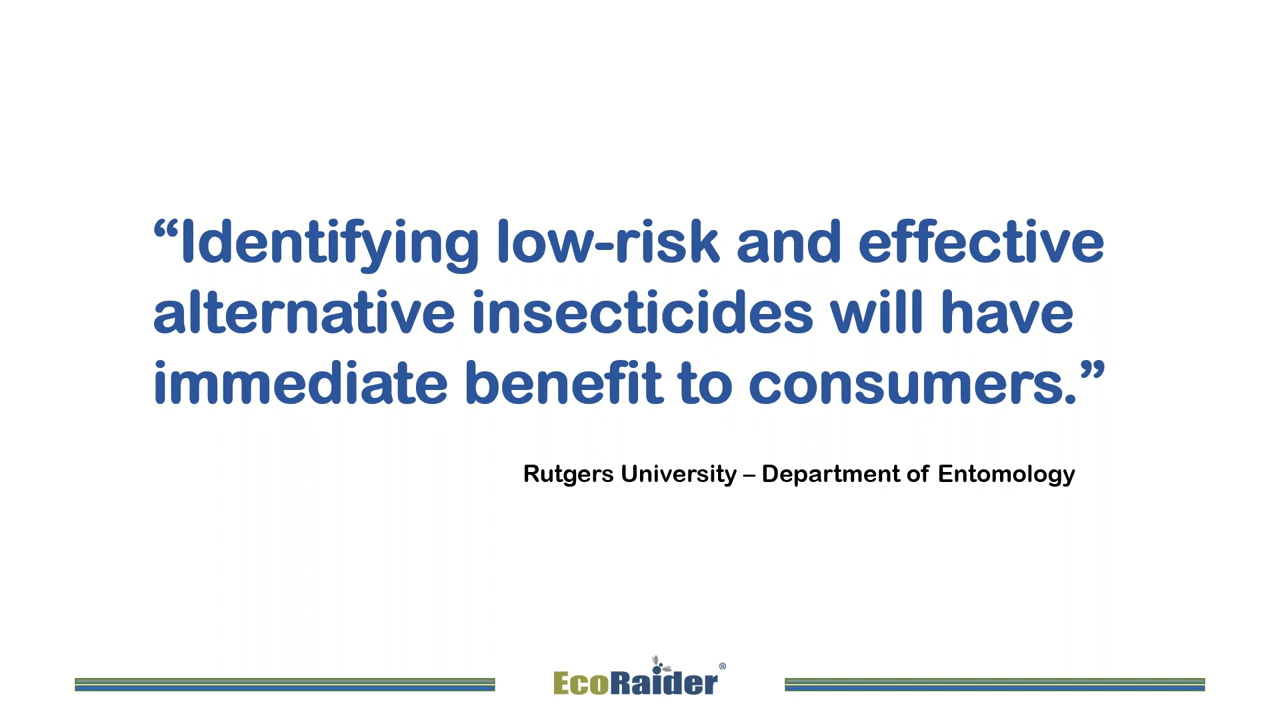 “Identifying low-risk and effective
alternative insecticides will have
immediate benefit to consumers.”
Rutgers University – Department of Entomology
EcoRaider®